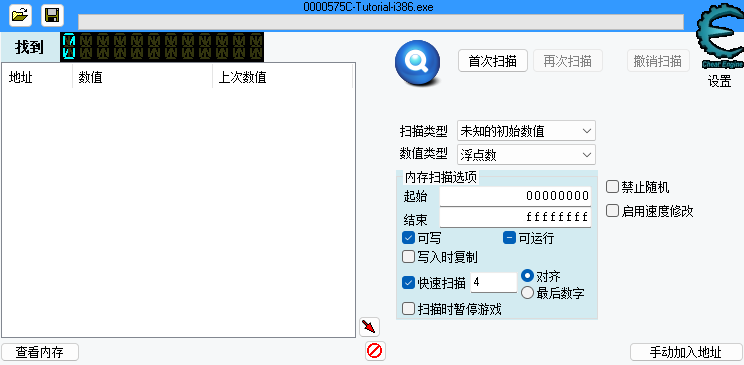 0000575C-Tutorial-i386.exe
找到 0
首次扫描 再次扫描 撤销扫描
Cheat Engine
设置
地址 数值 上次数值
扫描类型 未知的初始数值
数值类型 浮点数
内存扫描选项
起始 00000000
结束 ffffffff
可写 可运行
写入时复制
快速扫描 4 对齐
最后数字
扫描时暂停游戏
禁止随机
启用速度修改
查看内存 手动加入地址